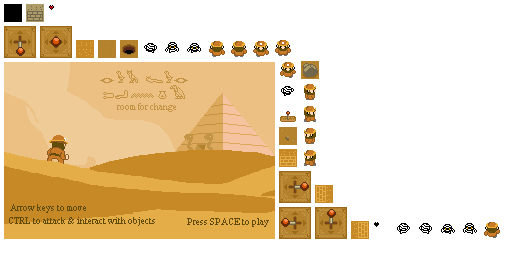 room for change
Arrow keys to move
CTRL to attack & interact with objects
Press SPACE to play